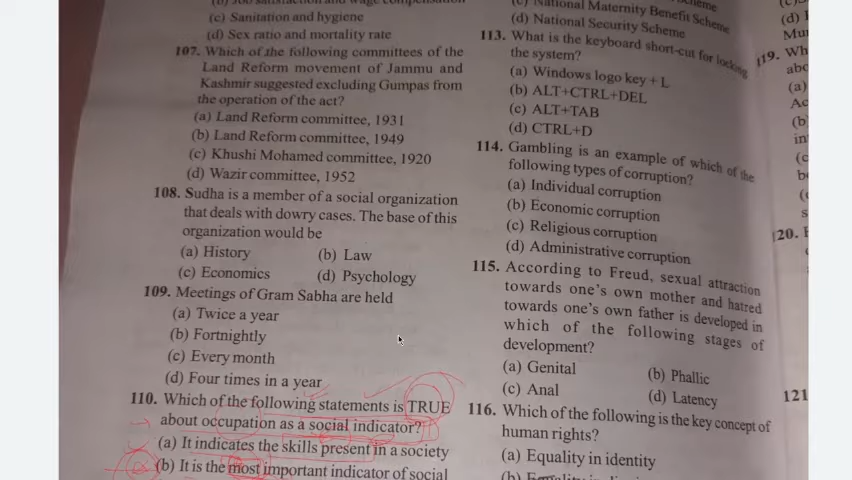 (c) Sanitation and hygiene
(d) Sex ratio and mortality rate
107. Which of the following committees of the
Land Reform movement of Jammu and
Kashmir suggested excluding Gumpas from
the operation of the act?
(a) Land Reform committee, 1931
(b) Land Reform committee, 1949
(c) Khushi Mohamed committee, 1920
(d) Wazir committee, 1952
108. Sudha is a member of a social organization
that deals with dowry cases. The base of this
organization would be
(a) History (b) Law
(c) Economics (d) Psychology
109. Meetings of Gram Sabha are held
(a) Twice a year
(b) Fortnightly
(c) Every month
(d) Four times in a year
110. Which of the following statements is TRUE
about occupation as a social indicator?
(a) It indicates the skills present in a society
(b) It is the most important indicator of social
(c) National Maternity Benefit Scheme
(d) National Security Scheme
113. What is the keyboard short-cut for locking
the system?
(a) Windows logo key + L
(b) ALT+CTRL+DEL
(c) ALT+TAB
(d) CTRL+D
114. Gambling is an example of which of the
following types of corruption?
(a) Individual corruption
(b) Economic corruption
(c) Religious corruption
(d) Administrative corruption
115. According to Freud, sexual attraction
towards one's own mother and hatred
towards one's own father is developed in
which of the following stages of
development?
(a) Genital (b) Phallic
(c) Anal (d) Latency
116. Which of the following is the key concept of
human rights?
(a) Equality in identity
(d)
119. Wh
abo
(a)
(b)
(c)
121